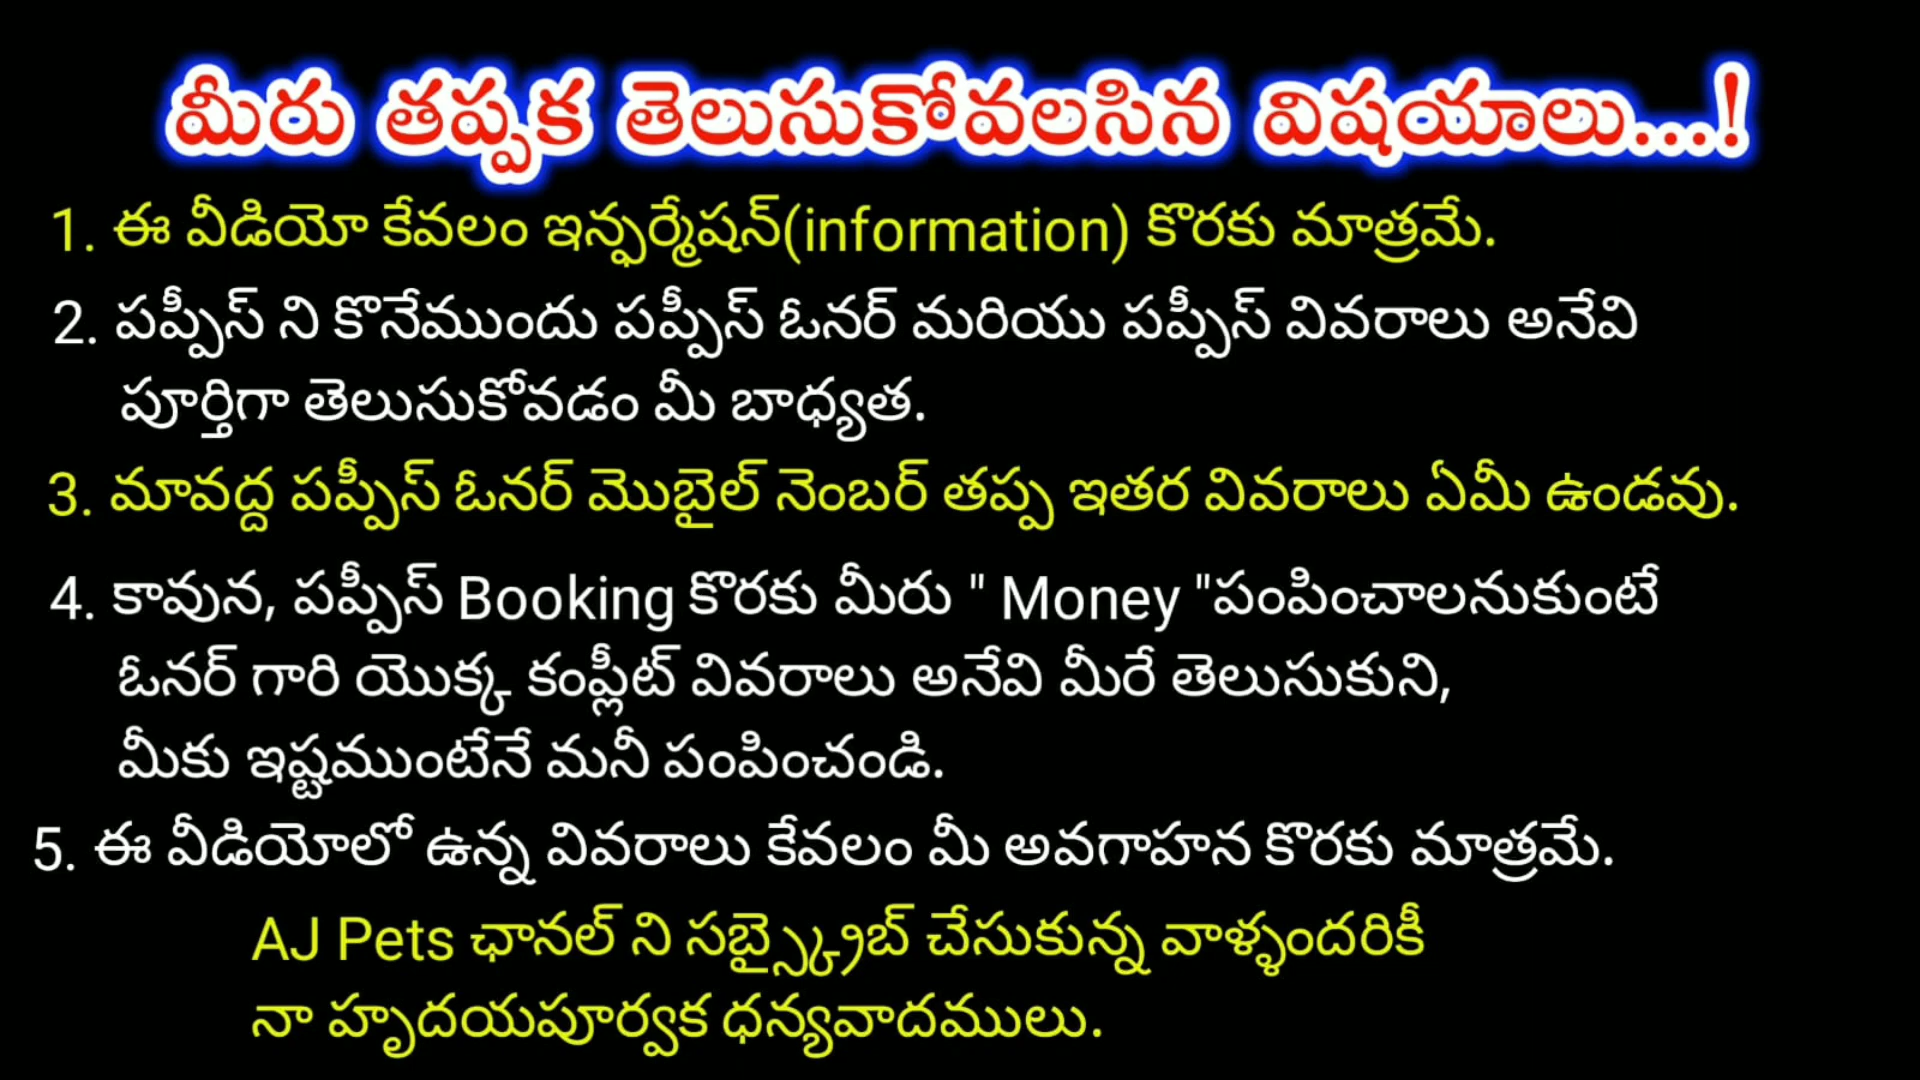 మీరు తప్పక తెలుసుకోవలసిన విషయాలు....!
1. ఈ వీడియో కేవలం ఇన్ఫర్మేషన్(information) కొరకు మాత్రమే.
2. పప్పీస్ ని కొనేముందు పప్పీస్ ఓనర్ మరియు పప్పీస్ వివరాలు అనేవి
పూర్తిగా తెలుసుకోవడం మీ బాధ్యత.
3. మావద్ద పప్పీస్ ఓనర్ మొబైల్ నెంబర్ తప్ప ఇతర వివరాలు ఏమీ ఉండవు.
4. కావున, పప్పీస్ Booking కొరకు మీరు " Money "పంపించాలనుకుంటే
ఓనర్ గారి యొక్క కంప్లీట్ వివరాలు అనేవి మీరే తెలుసుకుని,
మీకు ఇష్టముంటేనే మనీ పంపించండి.
5. ఈ వీడియోలో ఉన్న వివరాలు కేవలం మీ అవగాహన కొరకు మాత్రమే.
AJ Pets ఛానల్ ని సబ్స్క్రైబ్ చేసుకున్న వాళ్ళందరికీ
నా హృదయపూర్వక ధన్యవాదములు.